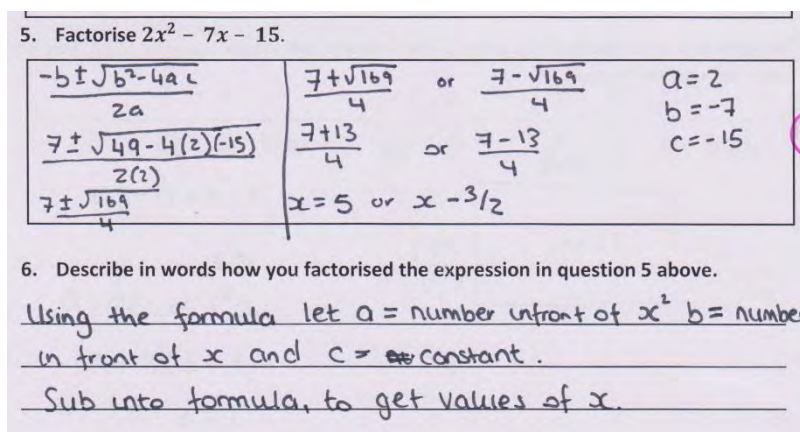 5. Factorise 2x² – 7x – 15.
-b ± √b²-4ac
2a
7 ± √49-4(2)(-15)
2(2)
7 ± √169
4
7+√169 or 7-√169
4 4
7+13 or 7-13
4 4
x = 5 or x -3/2
a = 2
b = -7
c = -15
6. Describe in words how you factorised the expression in question 5 above.
Using the formula let a = number infront of x² b = numbe
in front of x and c = constant.
Sub into formula, to get values of x.